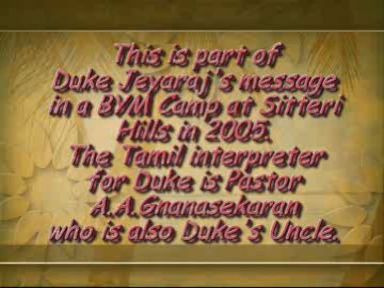 This is part of
Duke Jeyaraj's message
in a BYM Camp at Sitteri
Hills in 2005.
The Tamil interpreter
for Duke is Pastor
A.A.Gnanasekaran
who is also Duke's Uncle.